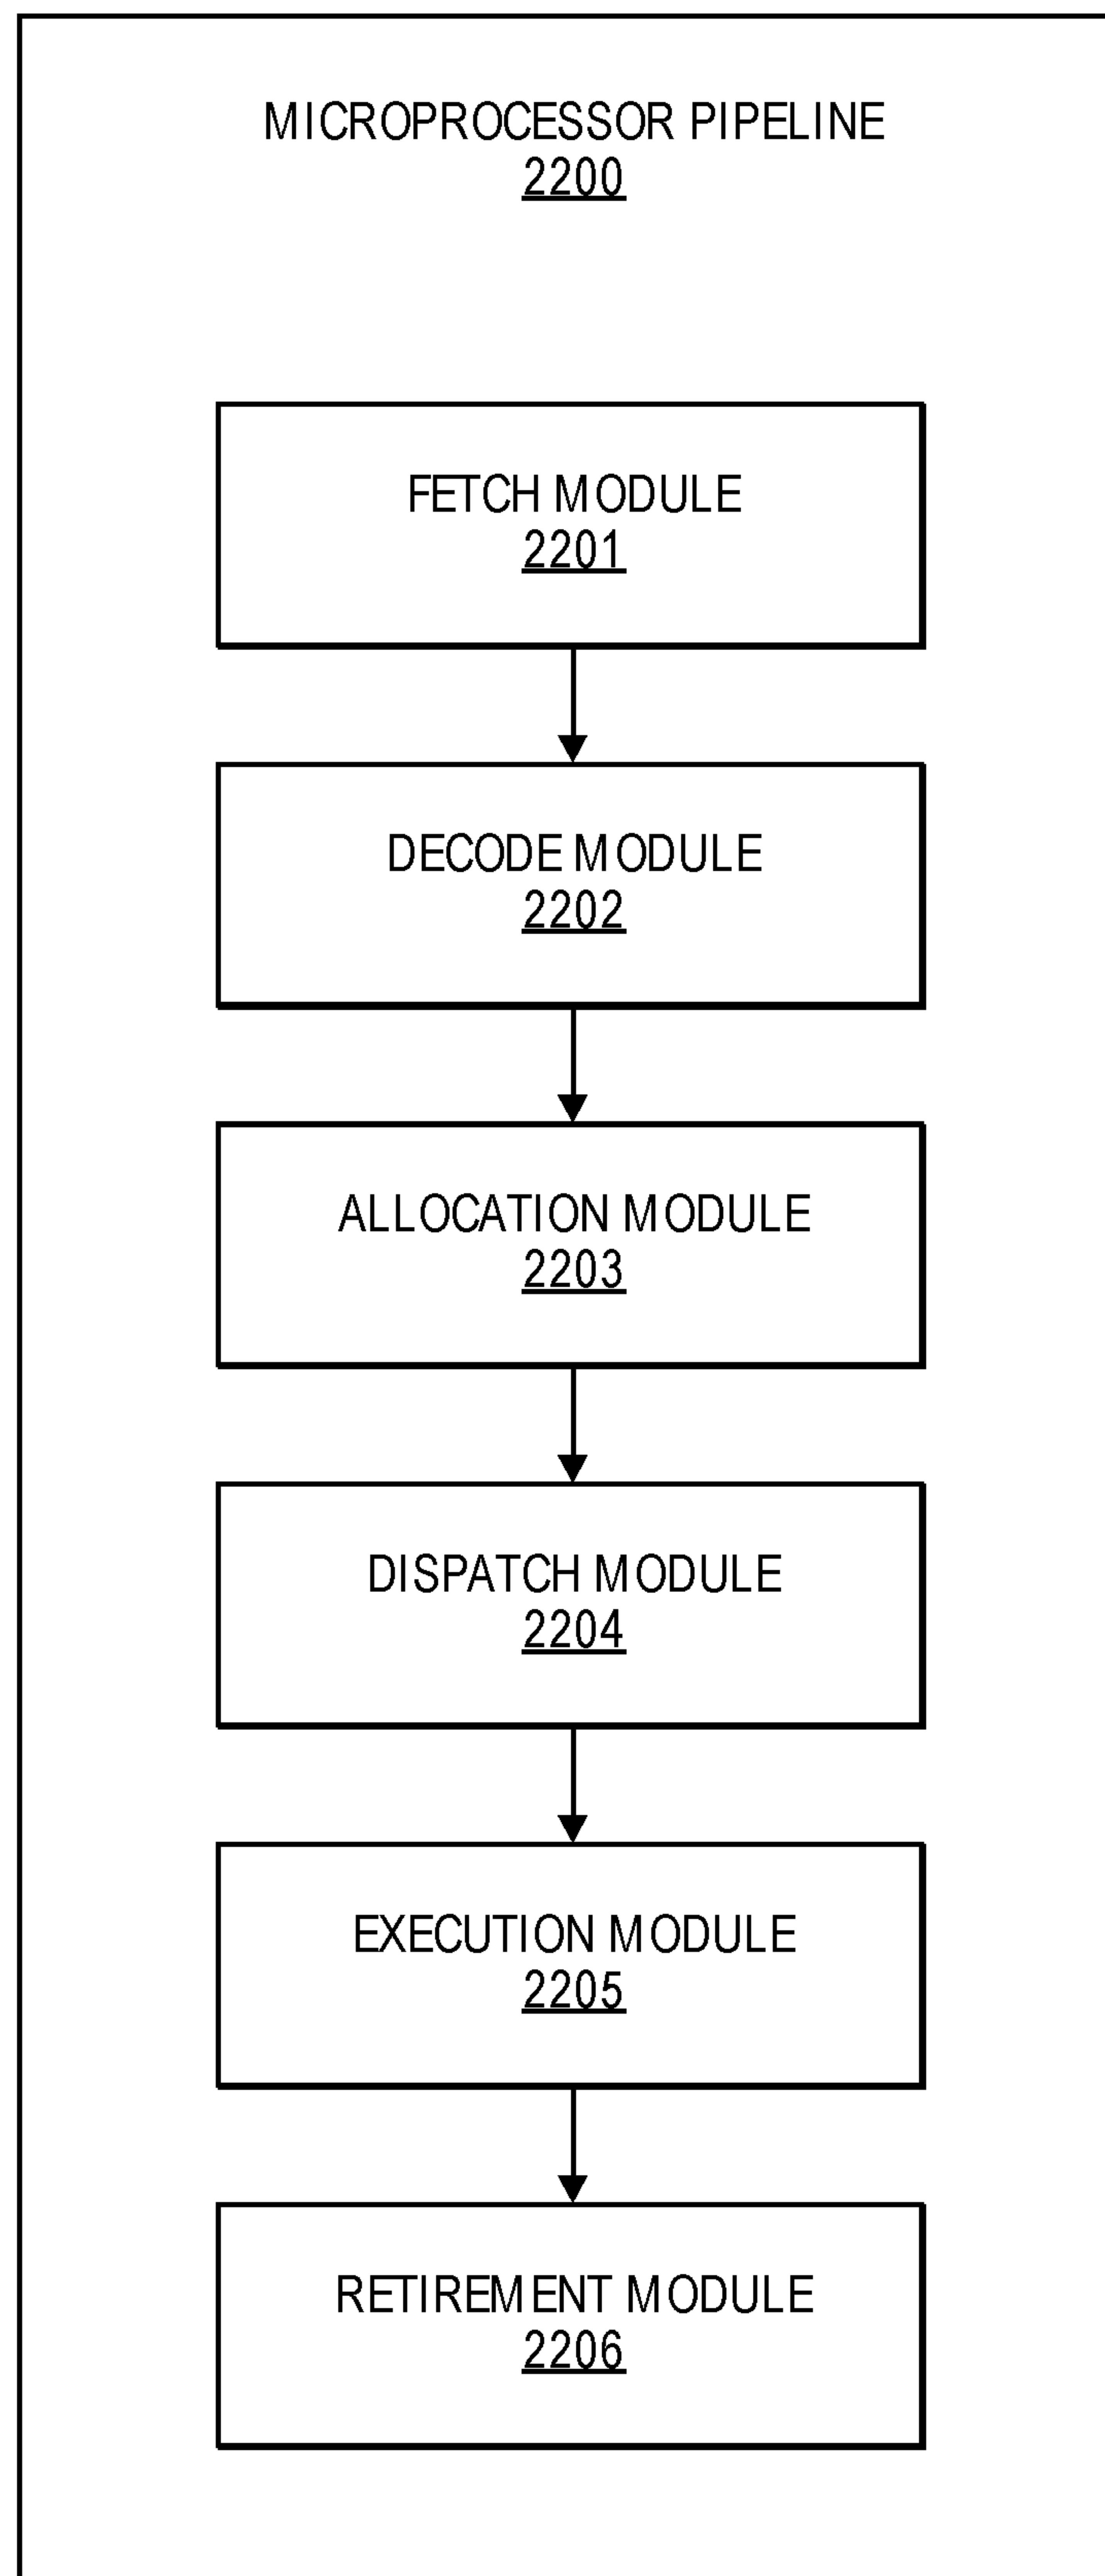 MICROPROCESSOR PIPELINE
2200
FETCH MODULE
2201
DECODE MODULE
2202
ALLOCATION MODULE
2203
DISPATCH MODULE
2204
EXECUTION MODULE
2205
RETIREMENT MODULE
2206